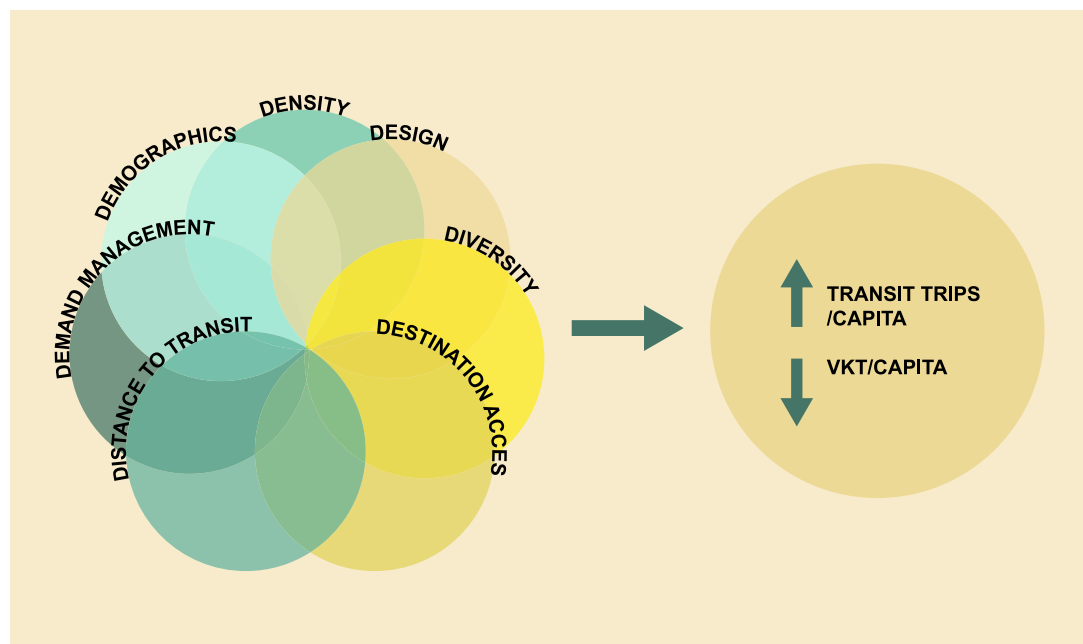 DENSITY
DESIGN
DEMOGRAPHICS
DIVERSITY
DEMAND MANAGEMENT
DESTINATION ACCES
DISTANCE TO TRANSIT
TRANSIT TRIPS
/CAPITA
VKT/CAPITA